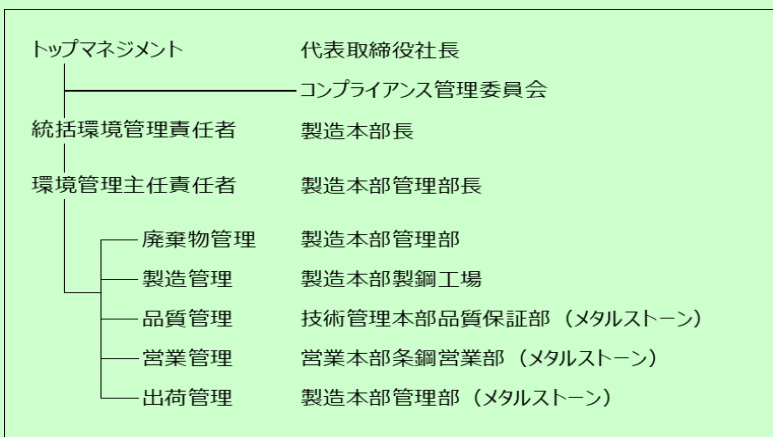 トップマネジメント 代表取締役社長
コンプライアンス管理委員会
統括環境管理責任者 製造本部長
環境管理主任責任者 製造本部管理部長
廃棄物管理 製造本部管理部
製造管理 製造本部製鋼工場
品質管理 技術管理本部品質保証部（メタルストーン）
営業管理 営業本部条鋼営業部（メタルストーン）
出荷管理 製造本部管理部（メタルストーン）